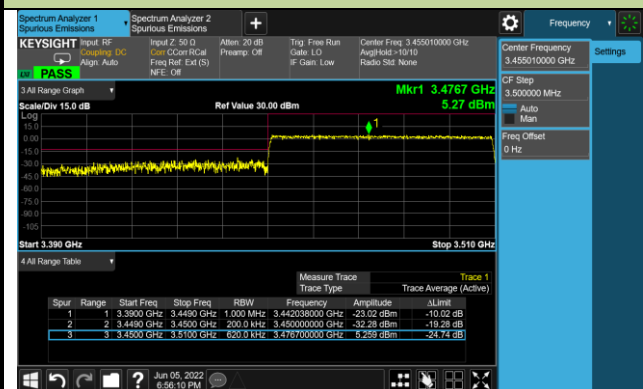 Spectrum Analyzer 1
Spurious Emissions
Spectrum Analyzer 2
Spurious Emissions
+
Frequency
KEYSIGHT
Input: RF
Coupling: DC
Align: Auto
Input Z: 50 Ω
Corr CCorr RCal
Freq Ref: Ext (S)
NFE: Off
Atten: 20 dB
Preamp: Off
Trig: Free Run
Gate: LO
IF Gain: Low
Center Freq: 3.455010000 GHz
Avg|Hold:>10/10
Radio Std: None
PASS
Center Frequency
3.455010000 GHz
Settings
CF Step
3.500000 MHz
Auto
Man
Freq Offset
0 Hz
3 All Range Graph
Mkr1 3.4767 GHz
Scale/Div 15.0 dB
Ref Value 30.00 dBm
5.27 dBm
Log
15.0
0.00
-15.0
-30.0
-45.0
-60.0
-75.0
-90.0
-105
1
Start 3.390 GHz
Stop 3.510 GHz
4 All Range Table
Measure Trace Trace 1
Trace Type Trace Average (Active)
Spur Range Start Freq Stop Freq RBW Frequency Amplitude ΔLimit
1 1 3.3900 GHz 3.4490 GHz 1.000 MHz 3.442038000 GHz -23.02 dBm -10.02 dB
2 2 3.4490 GHz 3.4500 GHz 200.0 kHz 3.450000000 GHz -32.28 dBm -19.28 dB
3 3 3.4500 GHz 3.5100 GHz 620.0 kHz 3.476700000 GHz 5.259 dBm -24.74 dB
?
Jun 05, 2022
6:56:10 PM